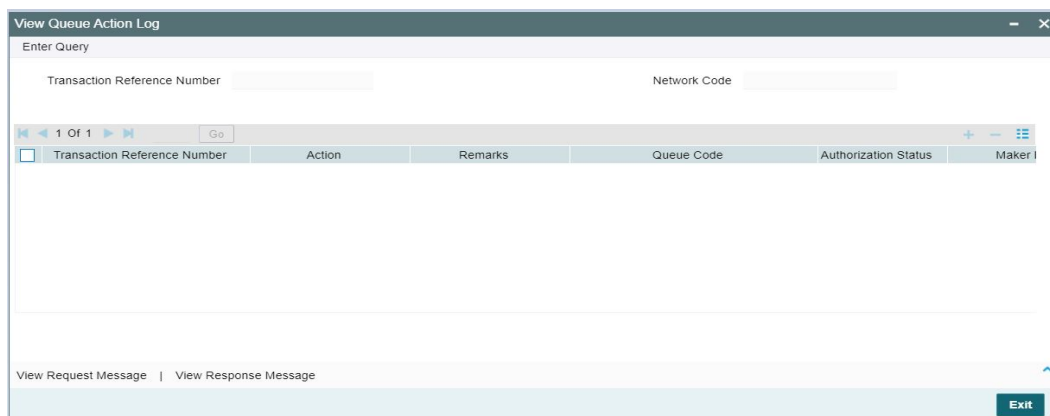 View Queue Action Log
Enter Query
Transaction Reference Number Network Code
1 Of 1 Go
Transaction Reference Number Action Remarks Queue Code Authorization Status Maker I
View Request Message | View Response Message
Exit